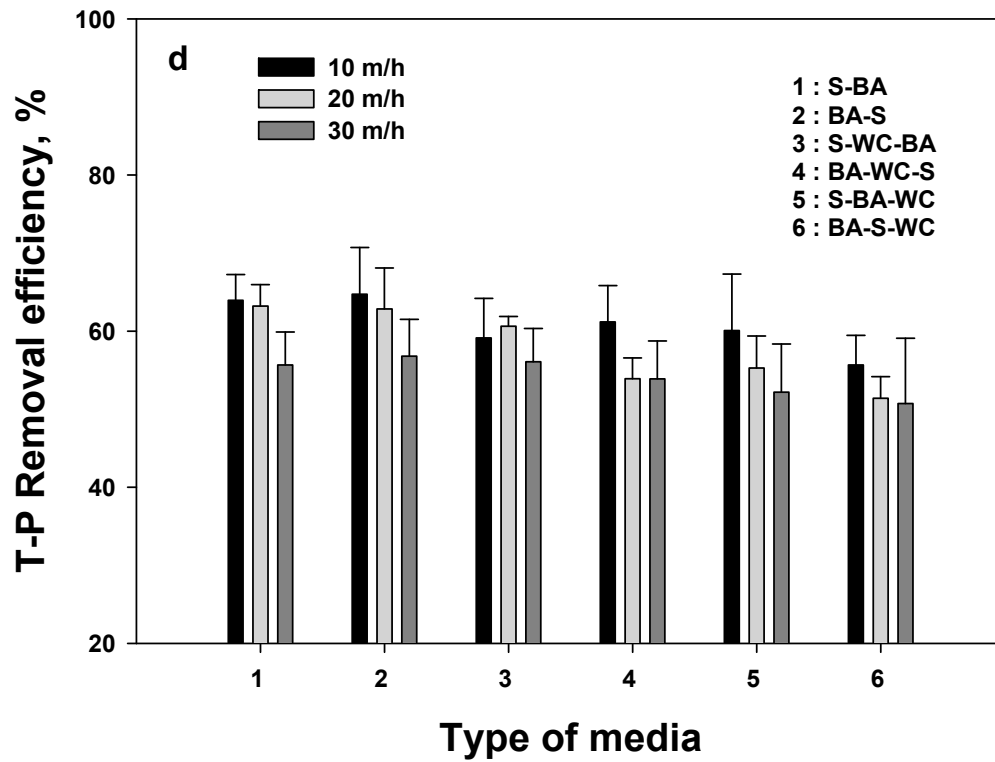 d
10 m/h
20 m/h
30 m/h
1 : S-BA
2 : BA-S
3 : S-WC-BA
4 : BA-WC-S
5 : S-BA-WC
6 : BA-S-WC
T-P Removal efficiency, %
100
80
60
40
20
1 2 3 4 5 6
Type of media